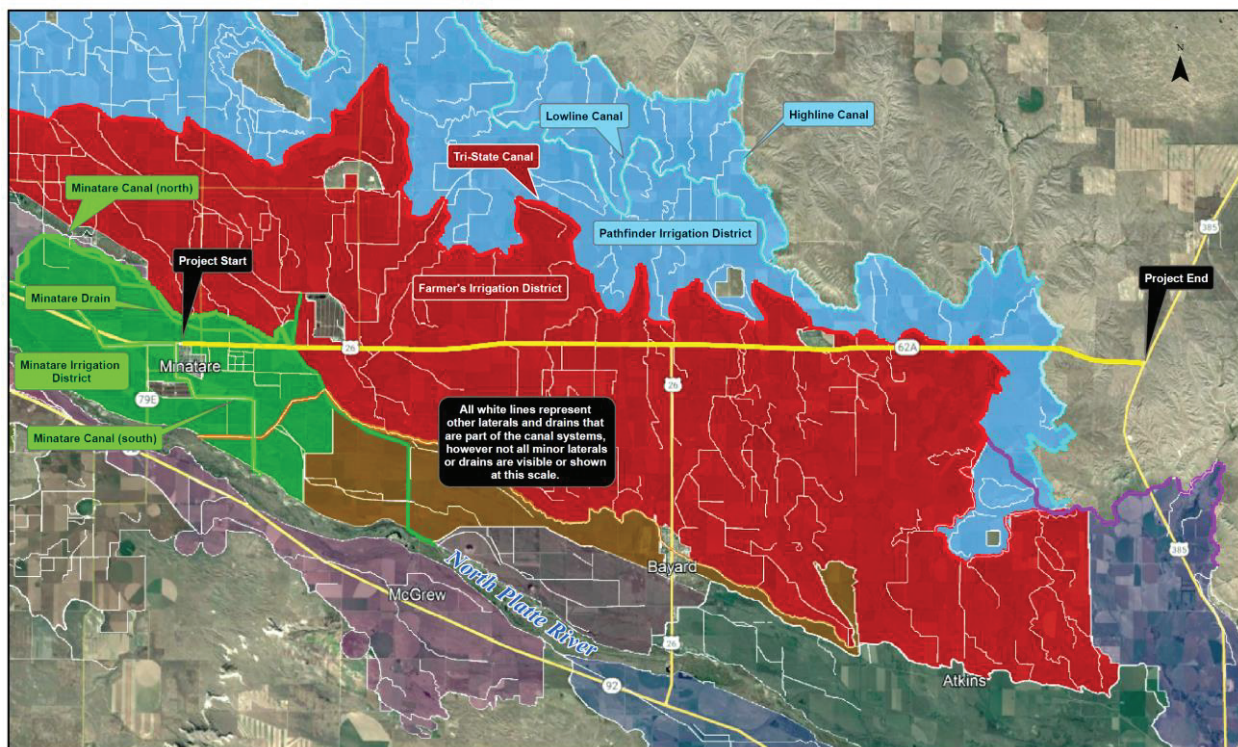 N
Lowline Canal
Highline Canal
Tri-State Canal
Minatare Canal (north)
Pathfinder Irrigation District
385
Project Start
Project End
Farmer's Irrigation District
Minatare Drain
26
62A
Minatare
Minatare Irrigation
District
26
79E
All white lines represent
other laterals and drains that
are part of the canal systems,
however not all minor laterals
or drains are visible or shown
at this scale.
Minatare Canal (south)
385
Bayard
McGrew
North Platte River
26
Atkins
92